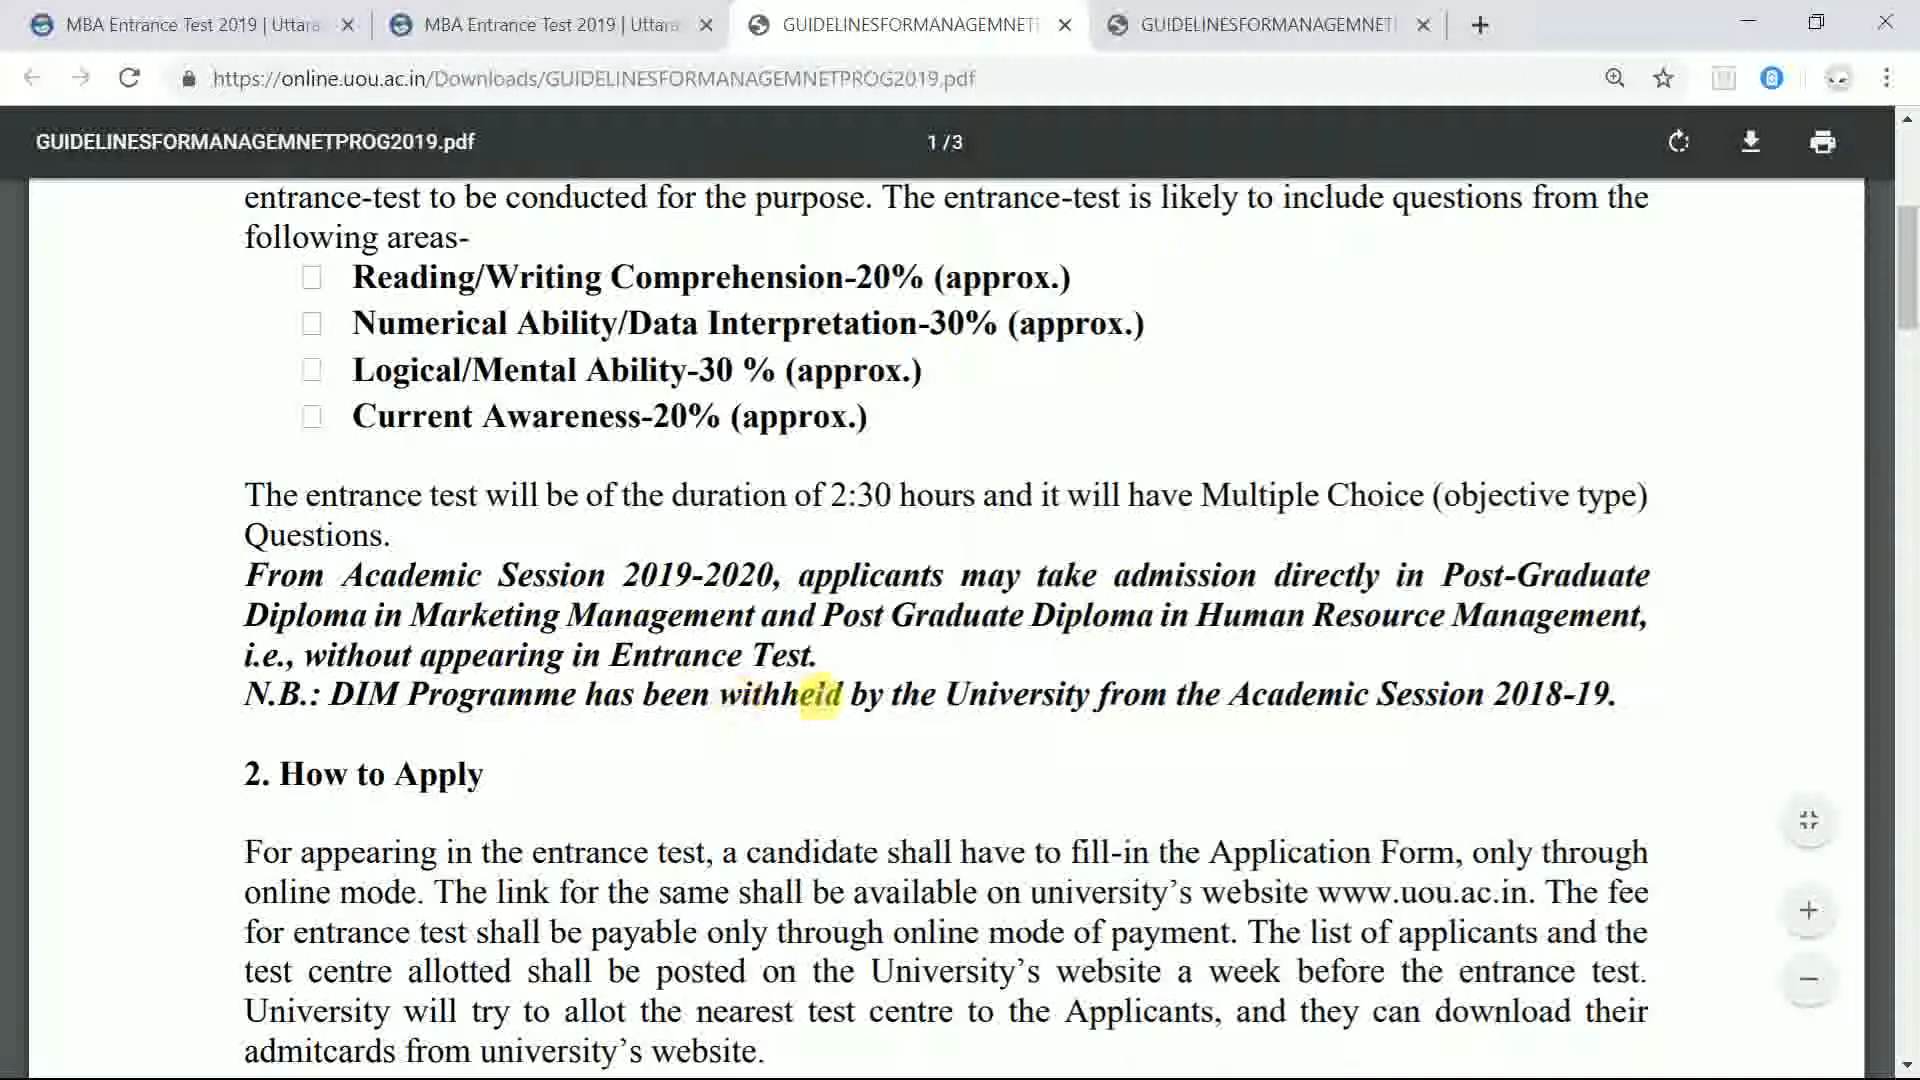 MBA Entrance Test 2019 | Uttara
MBA Entrance Test 2019 | Uttara
GUIDELINESFORMANAGEMNET
GUIDELINESFORMANAGEMNET
https://online.uou.ac.in/Downloads/GUIDELINESFORMANAGEMNETPROG2019.pdf
GUIDELINESFORMANAGEMNETPROG2019.pdf
1 / 3
entrance-test to be conducted for the purpose. The entrance-test is likely to include questions from the
following areas-
Reading/Writing Comprehension-20% (approx.)
Numerical Ability/Data Interpretation-30% (approx.)
Logical/Mental Ability-30 % (approx.)
Current Awareness-20% (approx.)
The entrance test will be of the duration of 2:30 hours and it will have Multiple Choice (objective type)
Questions.
From Academic Session 2019-2020, applicants may take admission directly in Post-Graduate
Diploma in Marketing Management and Post Graduate Diploma in Human Resource Management,
i.e., without appearing in Entrance Test.
N.B.: DIM Programme has been withheld by the University from the Academic Session 2018-19.
2. How to Apply
For appearing in the entrance test, a candidate shall have to fill-in the Application Form, only through
online mode. The link for the same shall be available on university’s website www.uou.ac.in. The fee
for entrance test shall be payable only through online mode of payment. The list of applicants and the
test centre allotted shall be posted on the University’s website a week before the entrance test.
University will try to allot the nearest test centre to the Applicants, and they can download their
admitcards from university’s website.